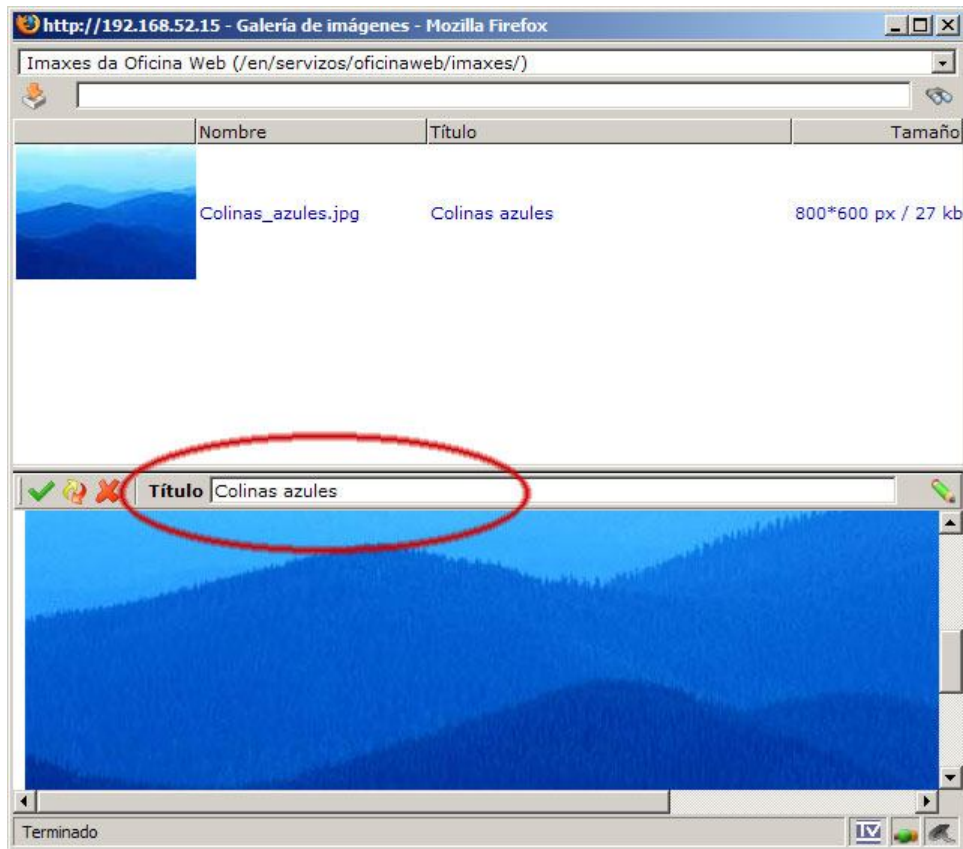 http://192.168.52.15 - Galería de imágenes - Mozilla Firefox
Imaxes da Oficina Web (/en/servizos/oficinaweb/imaxes/)
Nombre Título Tamaño
Colinas_azules.jpg Colinas azules 800*600 px / 27 kb
Título Colinas azules
Terminado